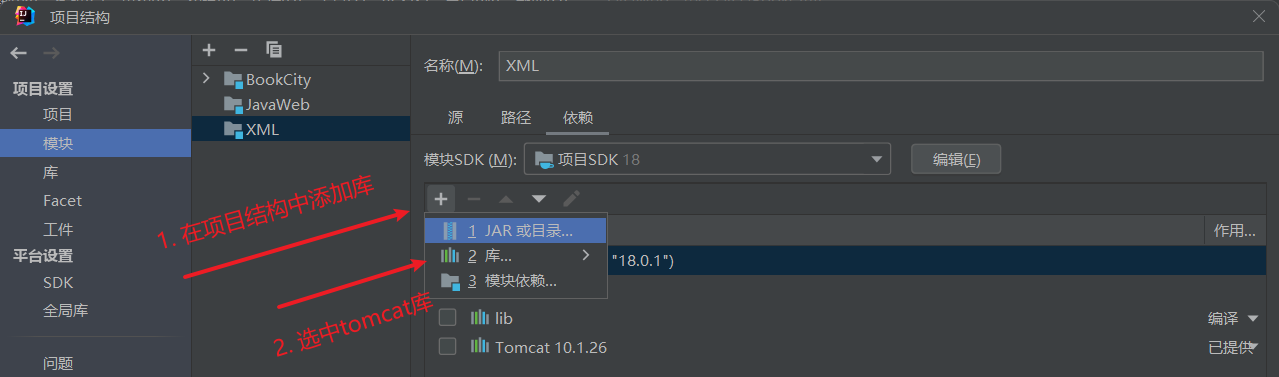 项目结构
项目设置
项目
模块
库
Facet
工件
平台设置
SDK
全局库
问题
BookCity
JavaWeb
XML
名称(M):
XML
源
路径
依赖
模块SDK (M):
项目SDK 18
编辑(E)
1 JAR 或目录...
2 库...
3 模块依赖...
作用...
"18.0.1")
lib
编译
Tomcat 10.1.26
已提供
1. 在项目结构中添加库
2. 选中tomcat库